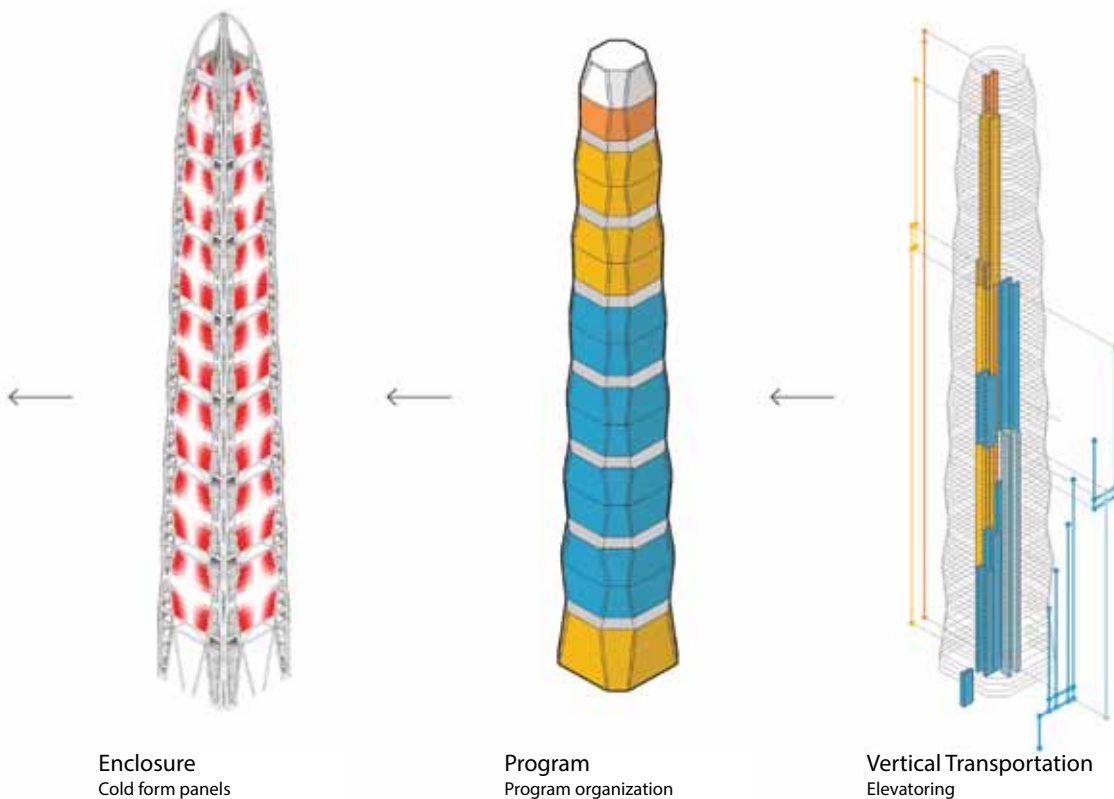 Enclosure
Cold form panels
Program
Program organization
Vertical Transportation
Elevatoring